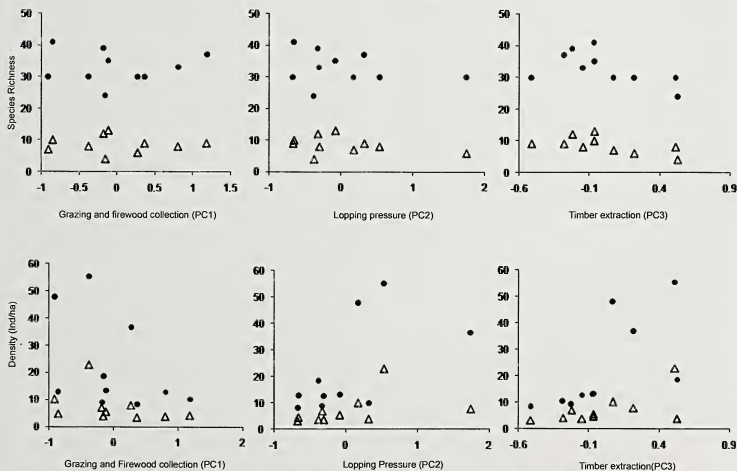 Species Richness
50
40
30
20
10
0
-1 -0.5 0 0.5 1 1.5
Grazing and firewood collection (PC1)
50
40
30
20
10
0
-1 0 1 2
Lopping pressure (PC2)
50
40
30
20
10
0
-0.6 -0.1 0.4 0.9
Timber extraction (PC3)
Density (Ind/ha)
60
50
40
30
20
10
0
-1 0 1 2
Grazing and Firewood collection (PC1)
60
50
40
30
20
10
0
-1 0 1 2
Lopping Pressure (PC2)
60
50
40
30
20
10
0
-0.6 -0.1 0.4 0.9
Timber extraction(PC3)